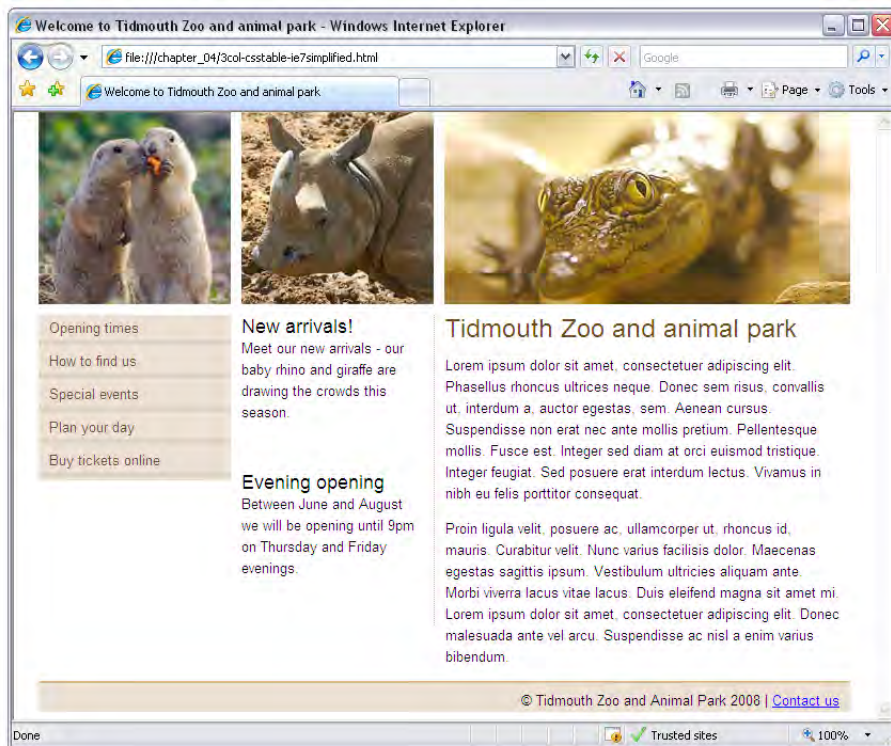 Welcome to Tidmouth Zoo and animal park - Windows Internet Explorer
file:///chapter_04/3col-csstable-ie7simplified.html
Google
Welcome to Tidmouth Zoo and animal park
Page
Tools
Opening times
How to find us
Special events
Plan your day
Buy tickets online
New arrivals!
Meet our new arrivals - our
baby rhino and giraffe are
drawing the crowds this
season.
Evening opening
Between June and August
we will be opening until 9pm
on Thursday and Friday
evenings.
Tidmouth Zoo and animal park
Lorem ipsum dolor sit amet, consectetuer adipiscing elit.
Phasellus rhoncus ultrices neque. Donec sem risus, convallis
ut, interdum a, auctor egestas, sem. Aenean cursus.
Suspendisse non erat nec ante mollis pretium. Pellentesque
mollis. Fusce est. Integer sed diam at orci euismod tristique.
Integer feugiat. Sed posuere erat interdum lectus. Vivamus in
nibh eu felis porttitor consequat.
Proin ligula velit, posuere ac, ullamcorper ut, rhoncus id,
mauris. Curabitur velit. Nunc varius facilisis dolor. Maecenas
egestas sagittis ipsum. Vestibulum ultricies aliquam ante.
Morbi viverra lacus vitae lacus. Duis eleifend magna sit amet mi.
Lorem ipsum dolor sit amet, consectetuer adipiscing elit. Donec
malesuada ante vel arcu. Suspendisse ac nisl a enim varius
bibendum.
© Tidmouth Zoo and Animal Park 2008 | Contact us
Done
Trusted sites
100%